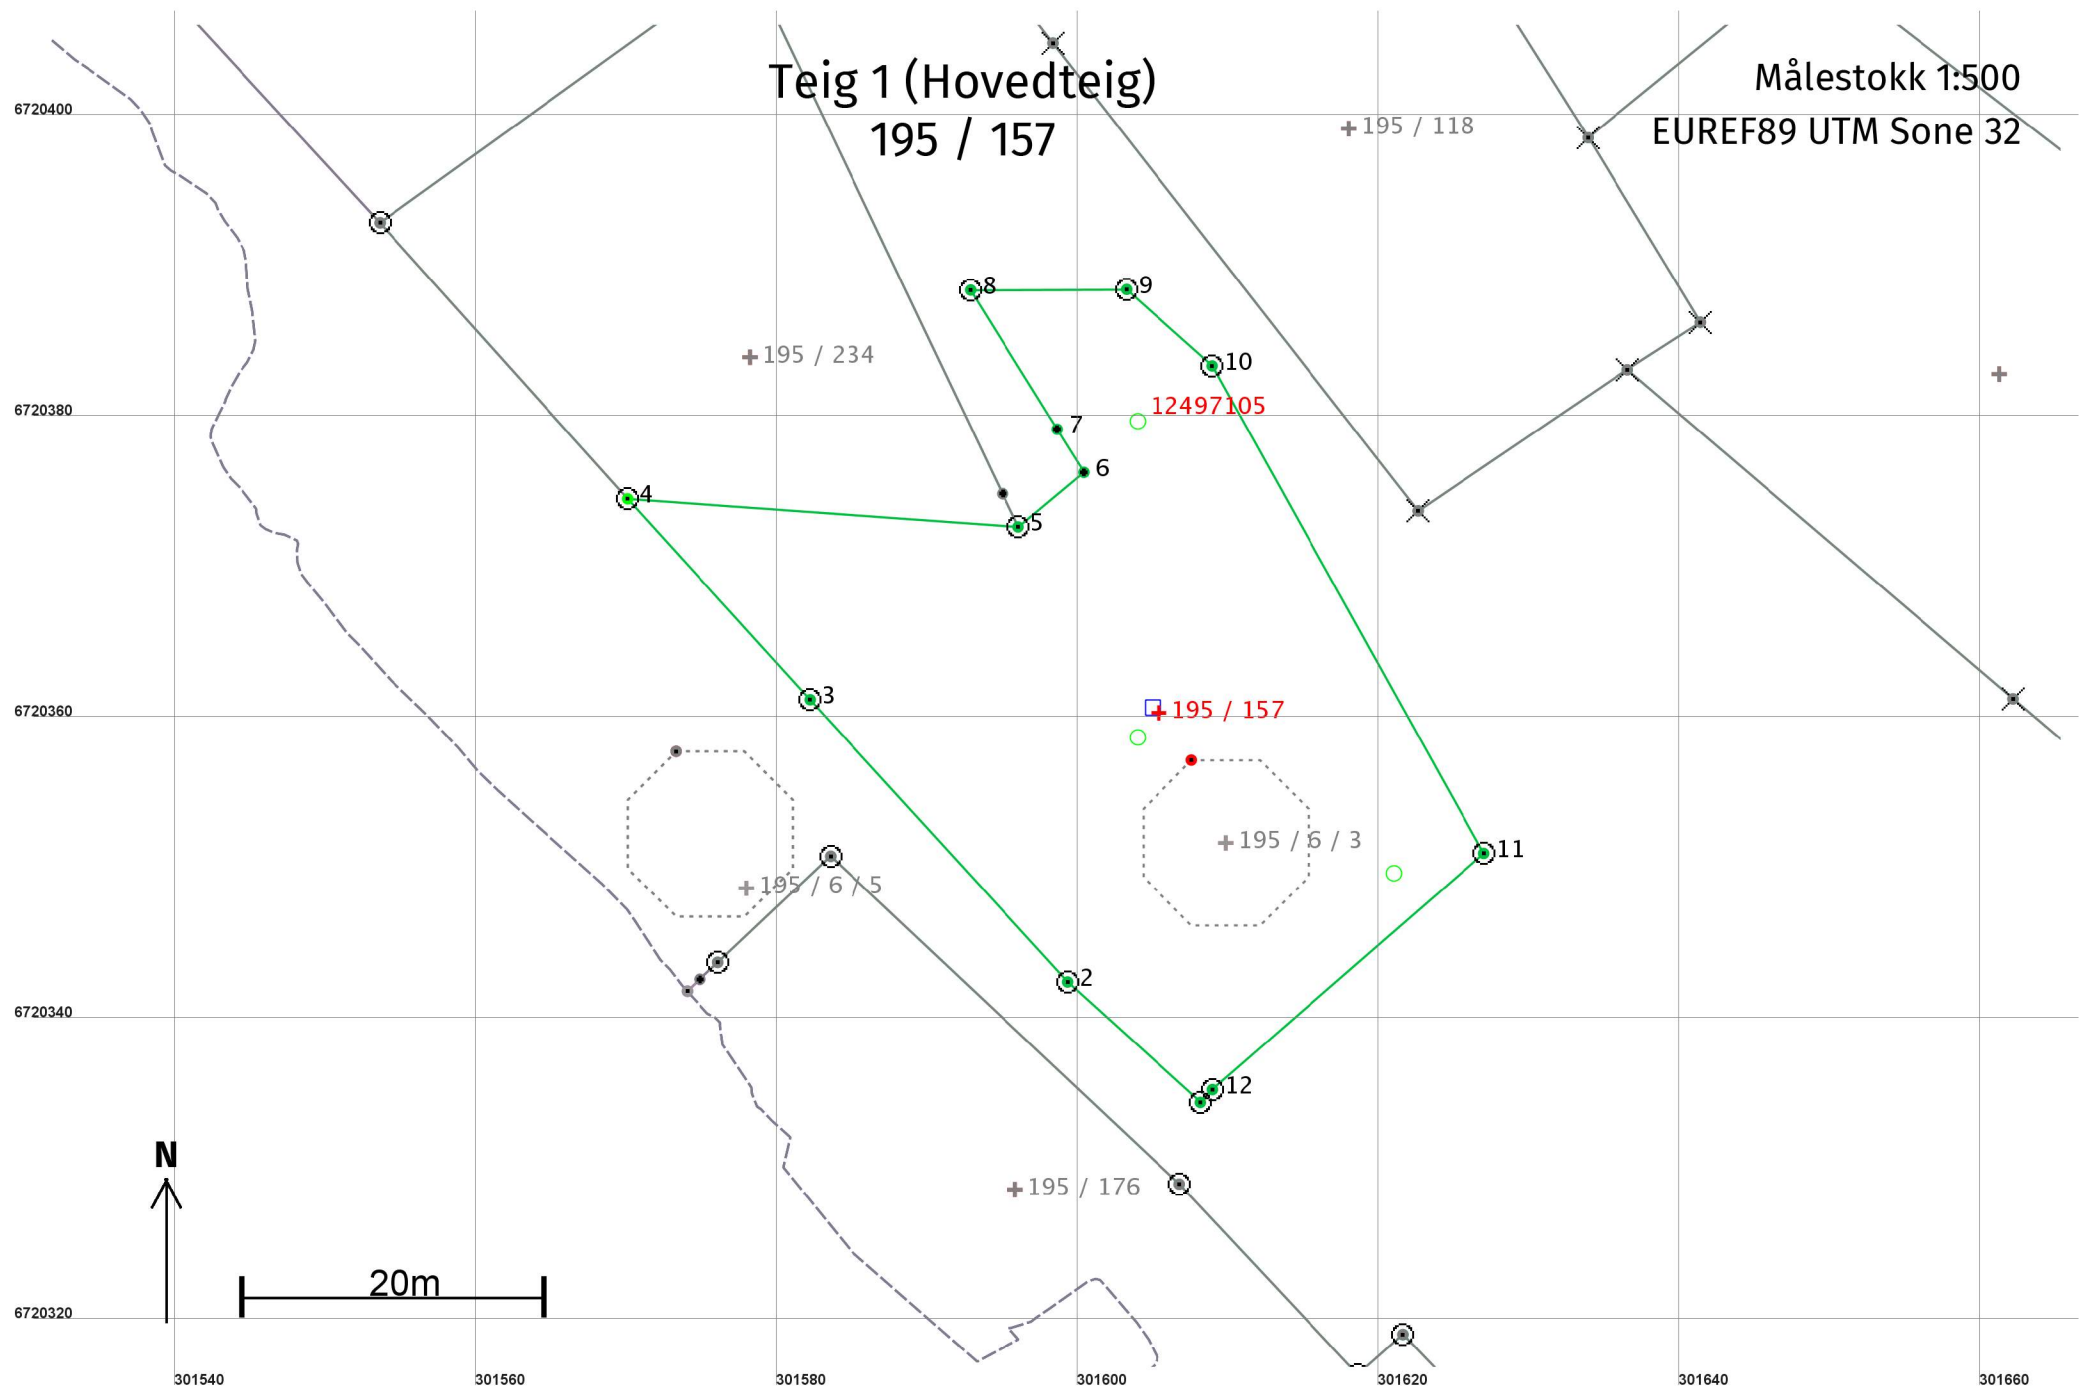 Teig 1 (Hovedteig)
195 / 157
Målestokk 1:500
EUREF89 UTM Sone 32
6720400
195 / 118
8
9
195 / 234
10
12497105
6720380
7
6
4
5
3
195 / 157
6720360
195 / 6 / 3
11
195 / 6 / 5
2
6720340
12
N
195 / 176
20m
6720320
301540
301560
301580
301600
301620
301640
301660